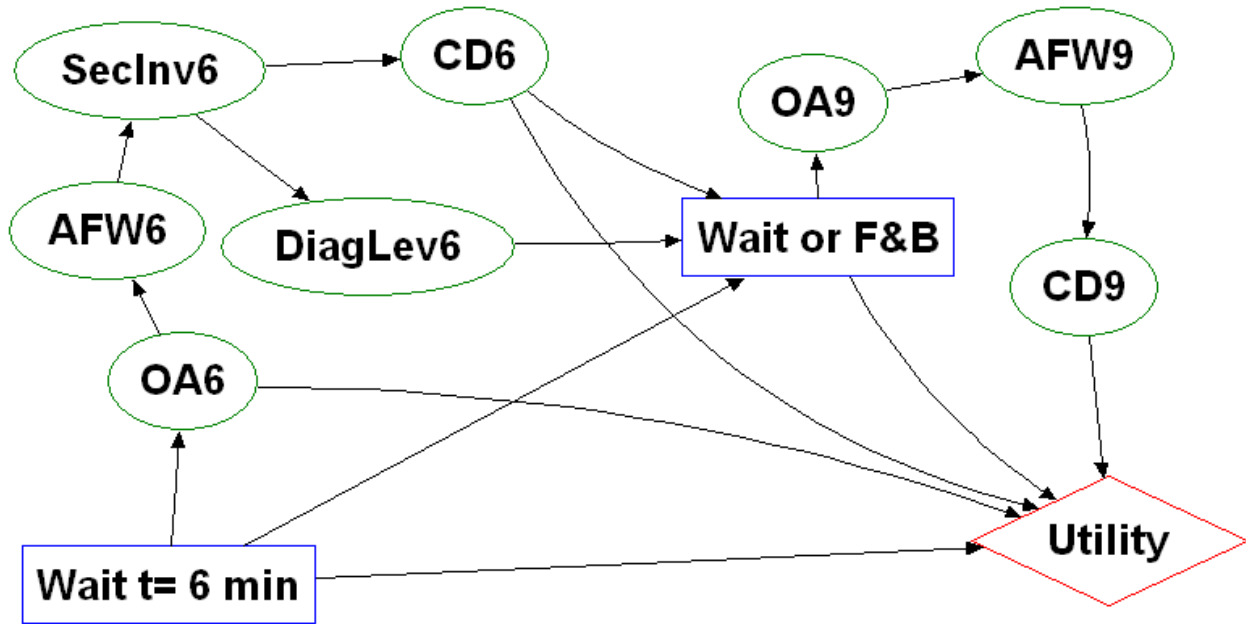 SecInv6
CD6
AFW9
OA9
AFW6
DiagLev6
Wait or F&B
CD9
OA6
Wait t= 6 min
Utility